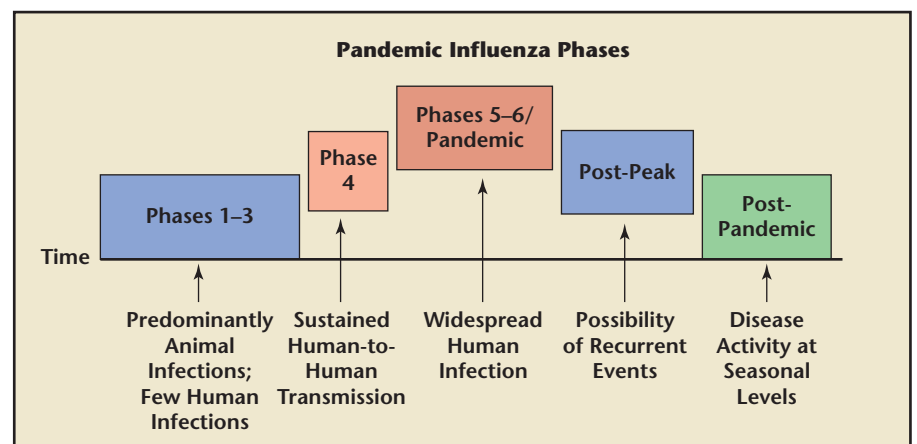 Pandemic Influenza Phases
Phases 1–3
Phase
4
Phases 5–6/
Pandemic
Post-Peak
Post-
Pandemic
Time
Predominantly
Animal
Infections;
Few Human
Infections
Sustained
Human-to-
Human
Transmission
Widespread
Human
Infection
Possibility
of Recurrent
Events
Disease
Activity at
Seasonal
Levels